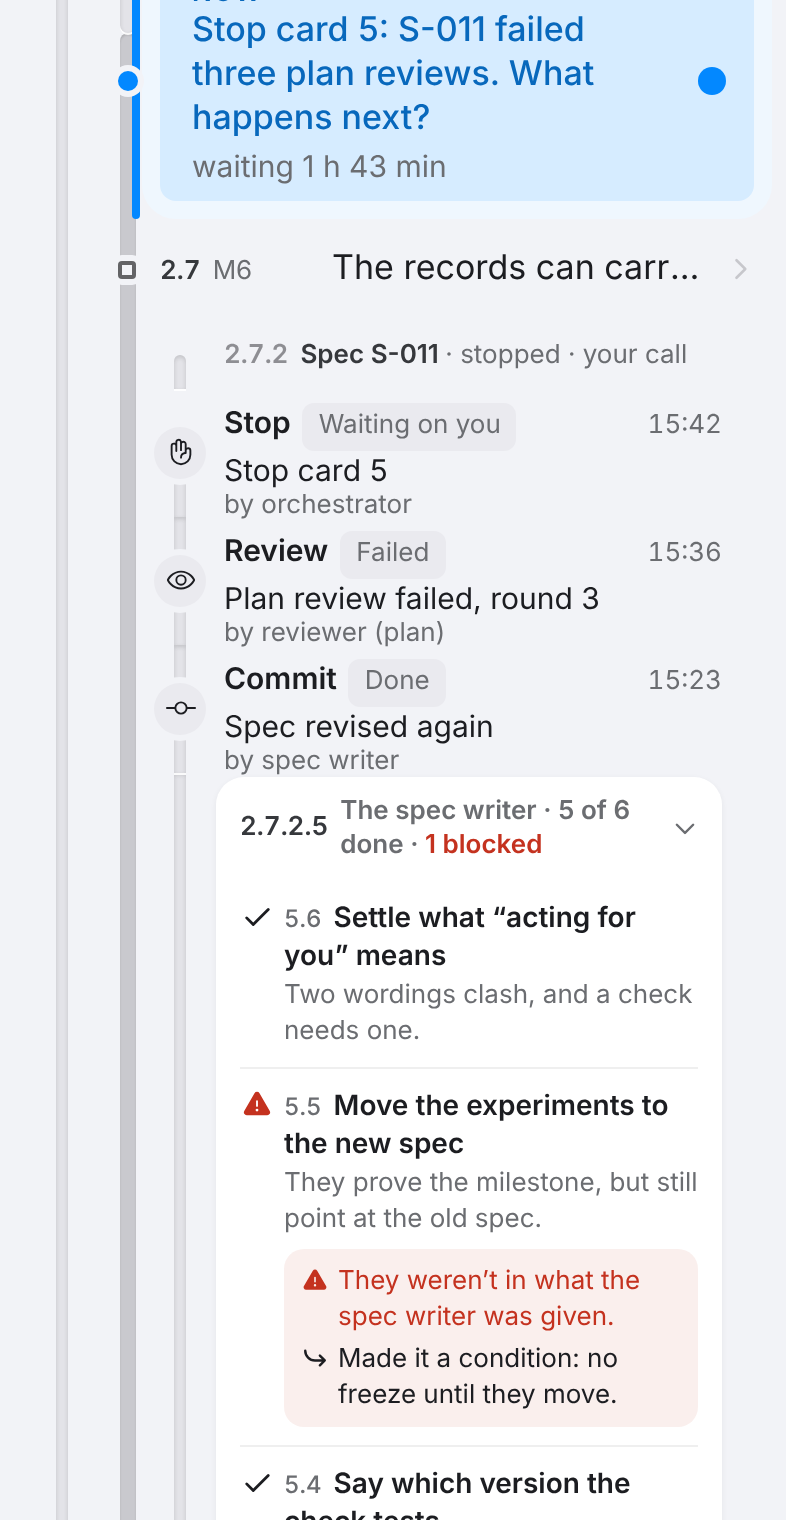 Stop card 5: S-011 failed
three plan reviews. What
happens next?
waiting 1 h 43 min
2.7 M6 The records can carr...
2.7.2 Spec S-011 · stopped · your call
Stop Waiting on you 15:42
Stop card 5
by orchestrator
Review Failed 15:36
Plan review failed, round 3
by reviewer (plan)
Commit Done 15:23
Spec revised again
by spec writer
2.7.2.5 The spec writer · 5 of 6
done · 1 blocked
5.6 Settle what “acting for
you” means
Two wordings clash, and a check
needs one.
5.5 Move the experiments to
the new spec
They prove the milestone, but still
point at the old spec.
They weren’t in what the
spec writer was given.
Made it a condition: no
freeze until they move.
5.4 Say which version the
check tests